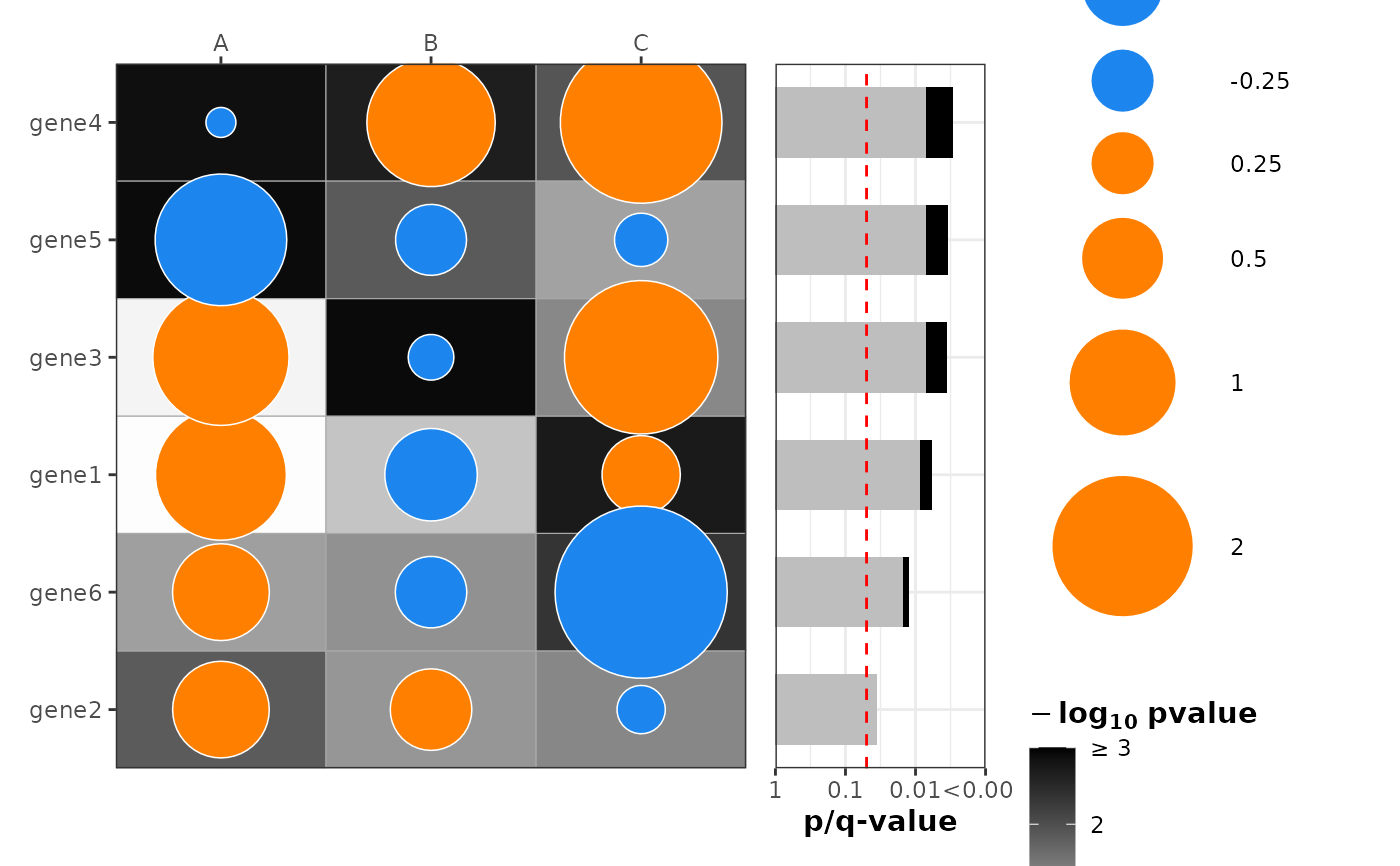 A B C
gene4
gene5
gene3
gene1
gene6
gene2
1 0.1 0.01 <0.00
p/q-value
-0.25
0.25
0.5
1
2
−log10 pvalue
≥ 3
2